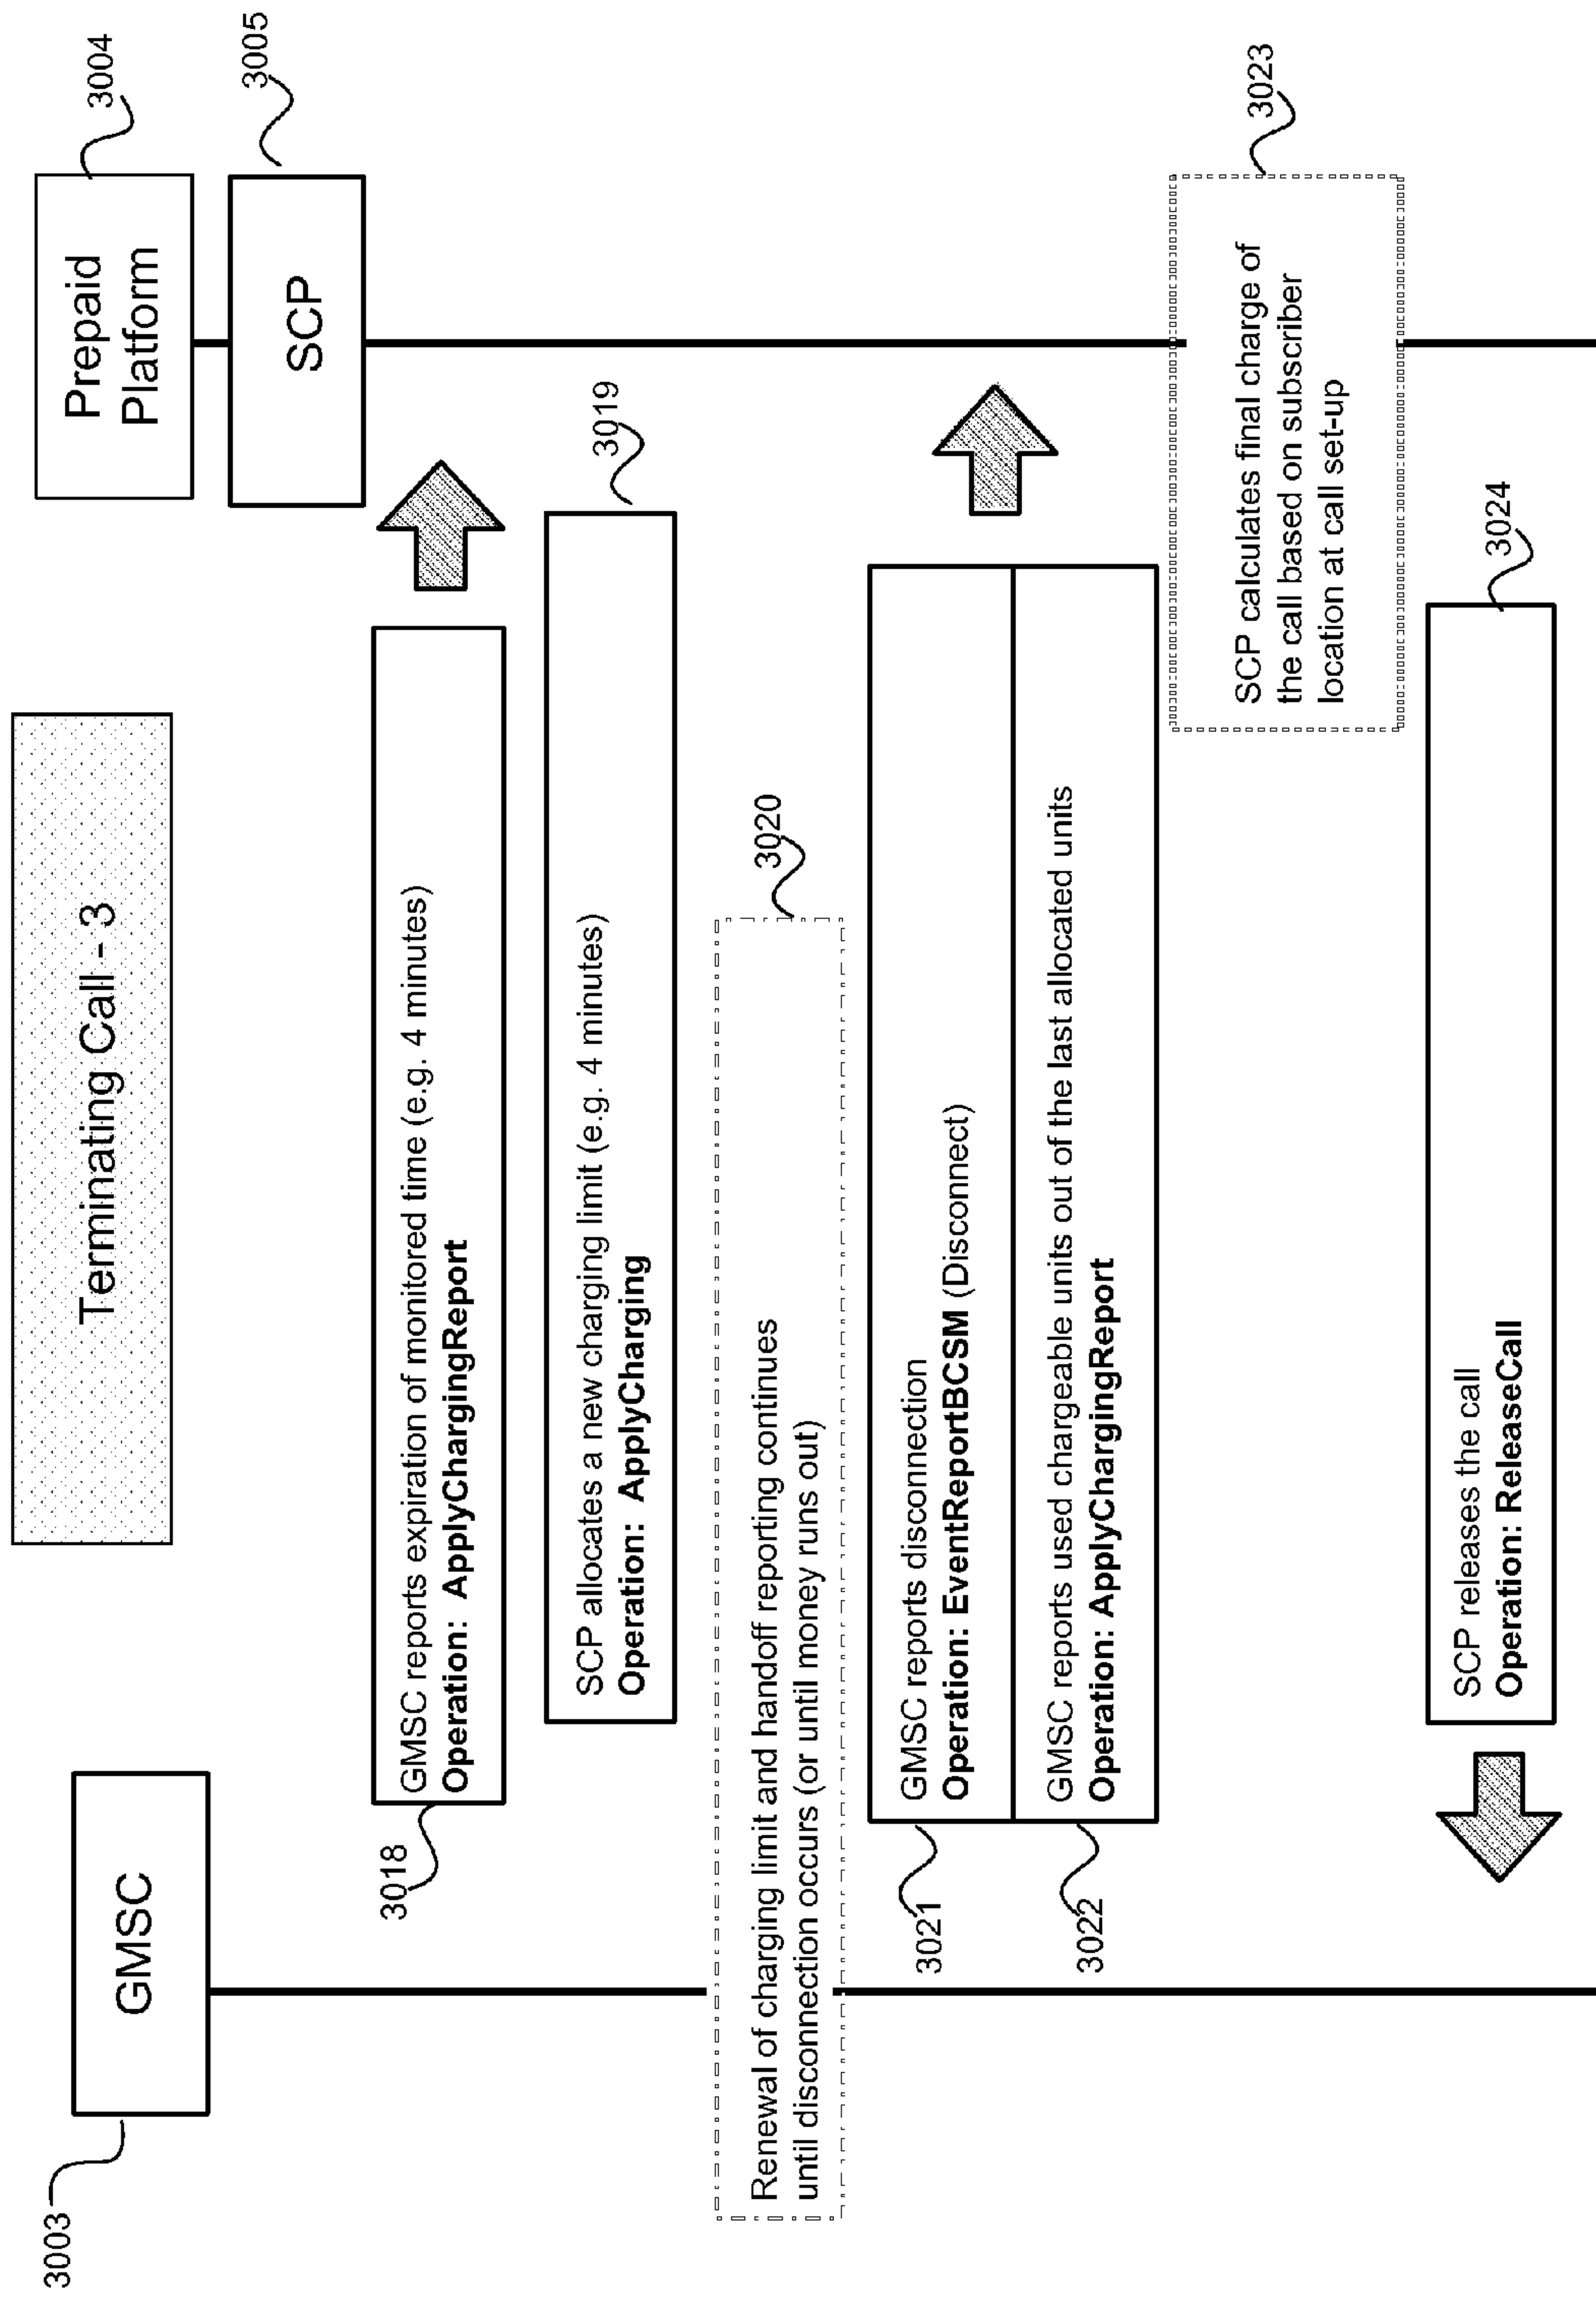 Terminating Call - 3
3003
GMSC
Prepaid
Platform
3004
SCP
3005
3018
GMSC reports expiration of monitored time (e.g. 4 minutes)
Operation: ApplyChargingReport
SCP allocates a new charging limit (e.g. 4 minutes)
Operation: ApplyCharging
3019
Renewal of charging limit and handoff reporting continues
until disconnection occurs (or until money runs out)
3020
3021
GMSC reports disconnection
Operation: EventReportBCSM (Disconnect)
3022
GMSC reports used chargeable units out of the last allocated units
Operation: ApplyChargingReport
SCP calculates final charge of
the call based on subscriber
location at call set-up
3023
SCP releases the call
Operation: ReleaseCall
3024